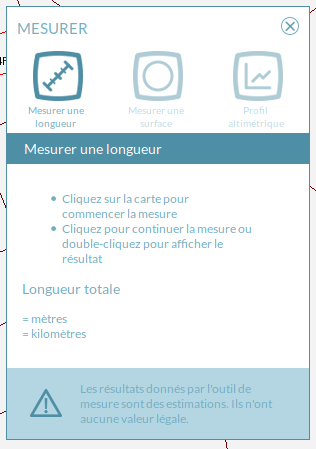 MESURER
Mesurer une
longueur
Mesurer une
surface
Profil
altimétrique
Mesurer une longueur
Cliquez sur la carte pour
commencer la mesure
Cliquez pour continuer la mesure ou
double-cliquez pour afficher le
résultat
Longueur totale
= mètres
= kilomètres
Les résultats donnés par l'outil de
mesure sont des estimations. Ils n'ont
aucune valeur légale.